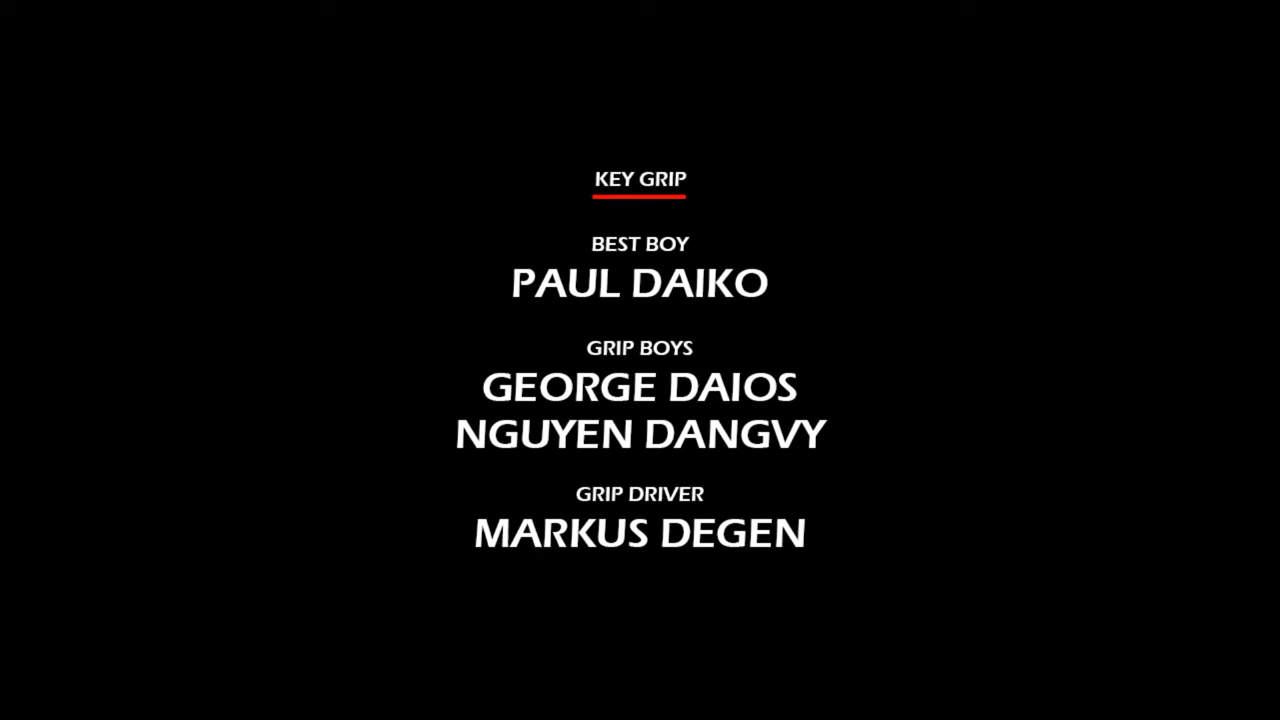 KEY GRIP
BEST BOY
PAUL DAIKO
GRIP BOYS
GEORGE DAIOS
NGUYEN DANGVY
GRIP DRIVER
MARKUS DEGEN